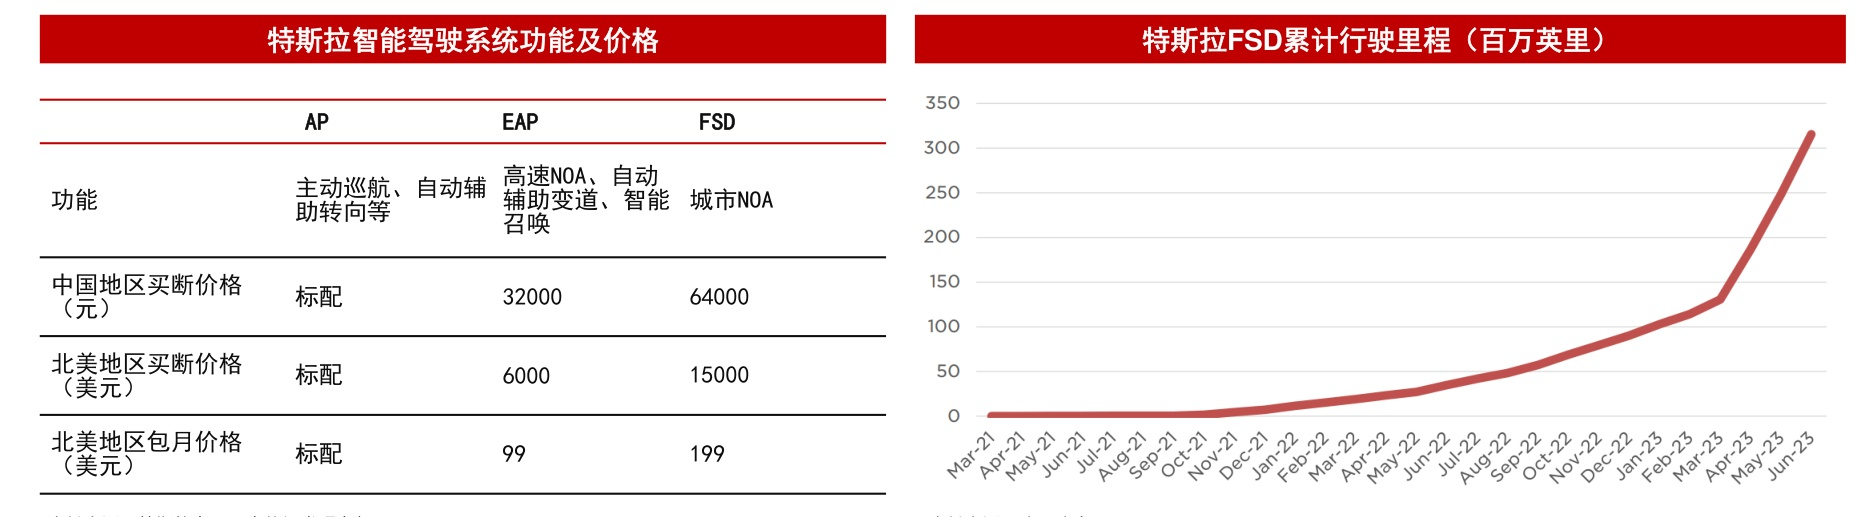 特斯拉智能驾驶系统功能及价格
AP EAP FSD
功能
主动巡航、自动辅
助转向等
高速NOA、自动
辅助变道、智能
召唤
城市NOA
中国地区买断价格
（元）
标配 32000 64000
北美地区买断价格
（美元）
标配 6000 15000
北美地区包月价格
（美元）
标配 99 199
特斯拉FSD累计行驶里程（百万英里）
350
300
250
200
150
100
50
0
Mar-21 Apr-21 May-21 Jun-21 Jul-21 Aug-21 Sep-21 Oct-21 Nov-21 Dec-21 Jan-22 Feb-22 Mar-22 Apr-22 May-22 Jun-22 Jul-22 Aug-22 Sep-22 Oct-22 Nov-22 Dec-22 Jan-23 Feb-23 Mar-23 Apr-23 May-23 Jun-23